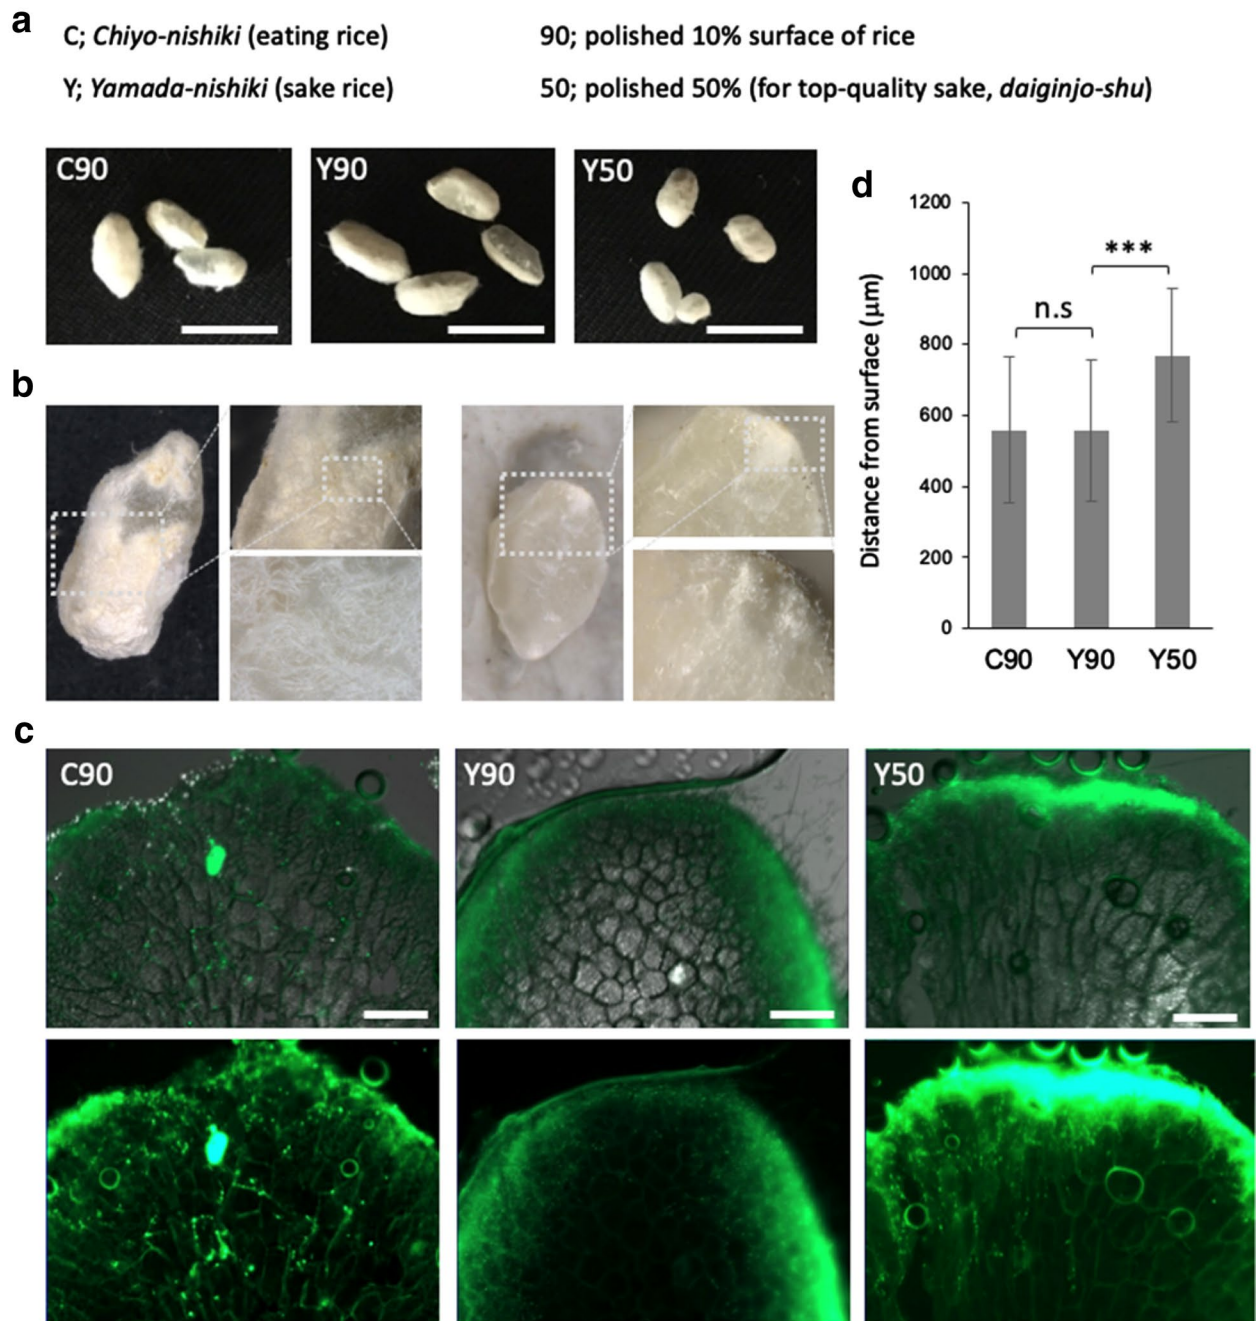 a
C; Chiyo-nishiki (eating rice)
90; polished 10% surface of rice
Y; Yamada-nishiki (sake rice)
50; polished 50% (for top-quality sake, daiginjo-shu)
C90
Y90
Y50
b
c
C90
Y90
Y50
d
Distance from surface (μm)
1200
1000
800
600
400
200
0
n.s
***
C90
Y90
Y50